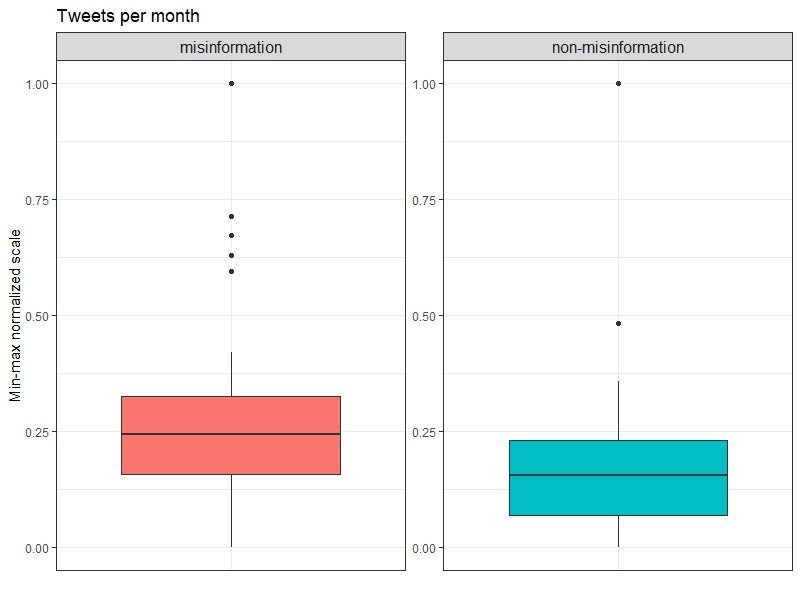 Tweets per month
misinformation
non-misinformation
Min-max normalized scale
1.00
0.75
0.50
0.25
0.00
1.00
0.75
0.50
0.25
0.00